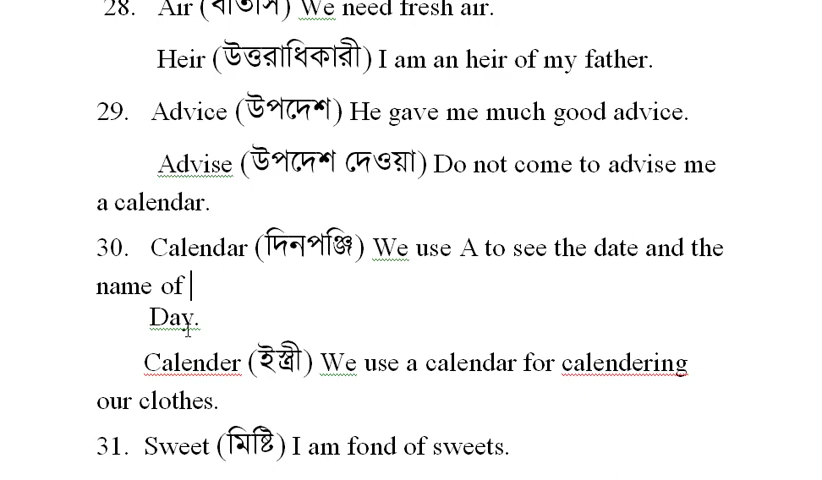 28. Air (বাতাস) We need fresh air.
Heir (উত্তরাধিকারী) I am an heir of my father.
29. Advice (উপদেশ) He gave me much good advice.
Advise (উপদেশ দেওয়া) Do not come to advise me
a calendar.
30. Calendar (দিনপঞ্জি) We use A to see the date and the
name of
Day.
Calender (ইস্ত্রী) We use a calendar for calendering
our clothes.
31. Sweet (মিষ্টি) I am fond of sweets.